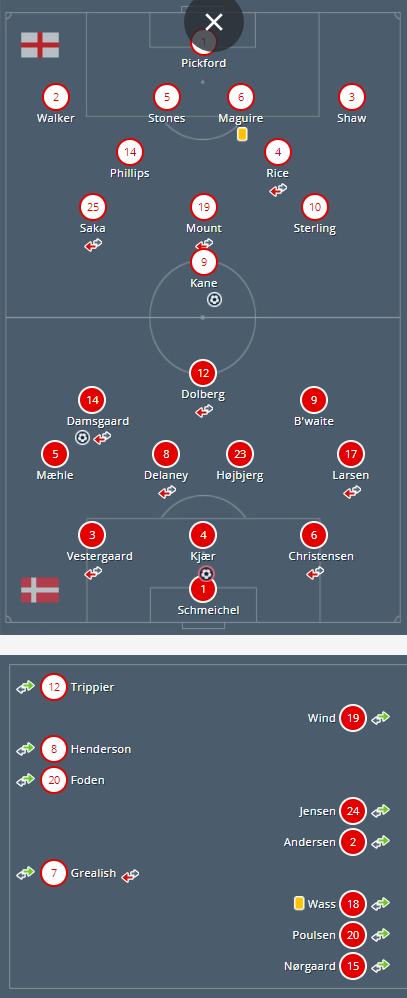 1
Pickford
2 5 6 3
Walker Stones Maguire Shaw
14 4
Phillips Rice
25 19 10
Saka Mount Sterling
9
Kane
12
Dolberg
14 9
Damsgaard B'waite
5 8 23 17
Mæhle Delaney Højbjerg Larsen
3 4 6
Vestergaard Kjær Christensen
1
Schmeichel
12 Trippier
Wind 19
8 Henderson
20 Foden
Jensen 24
Andersen 2
7 Grealish
Wass 18
Poulsen 20
Nørgaard 15